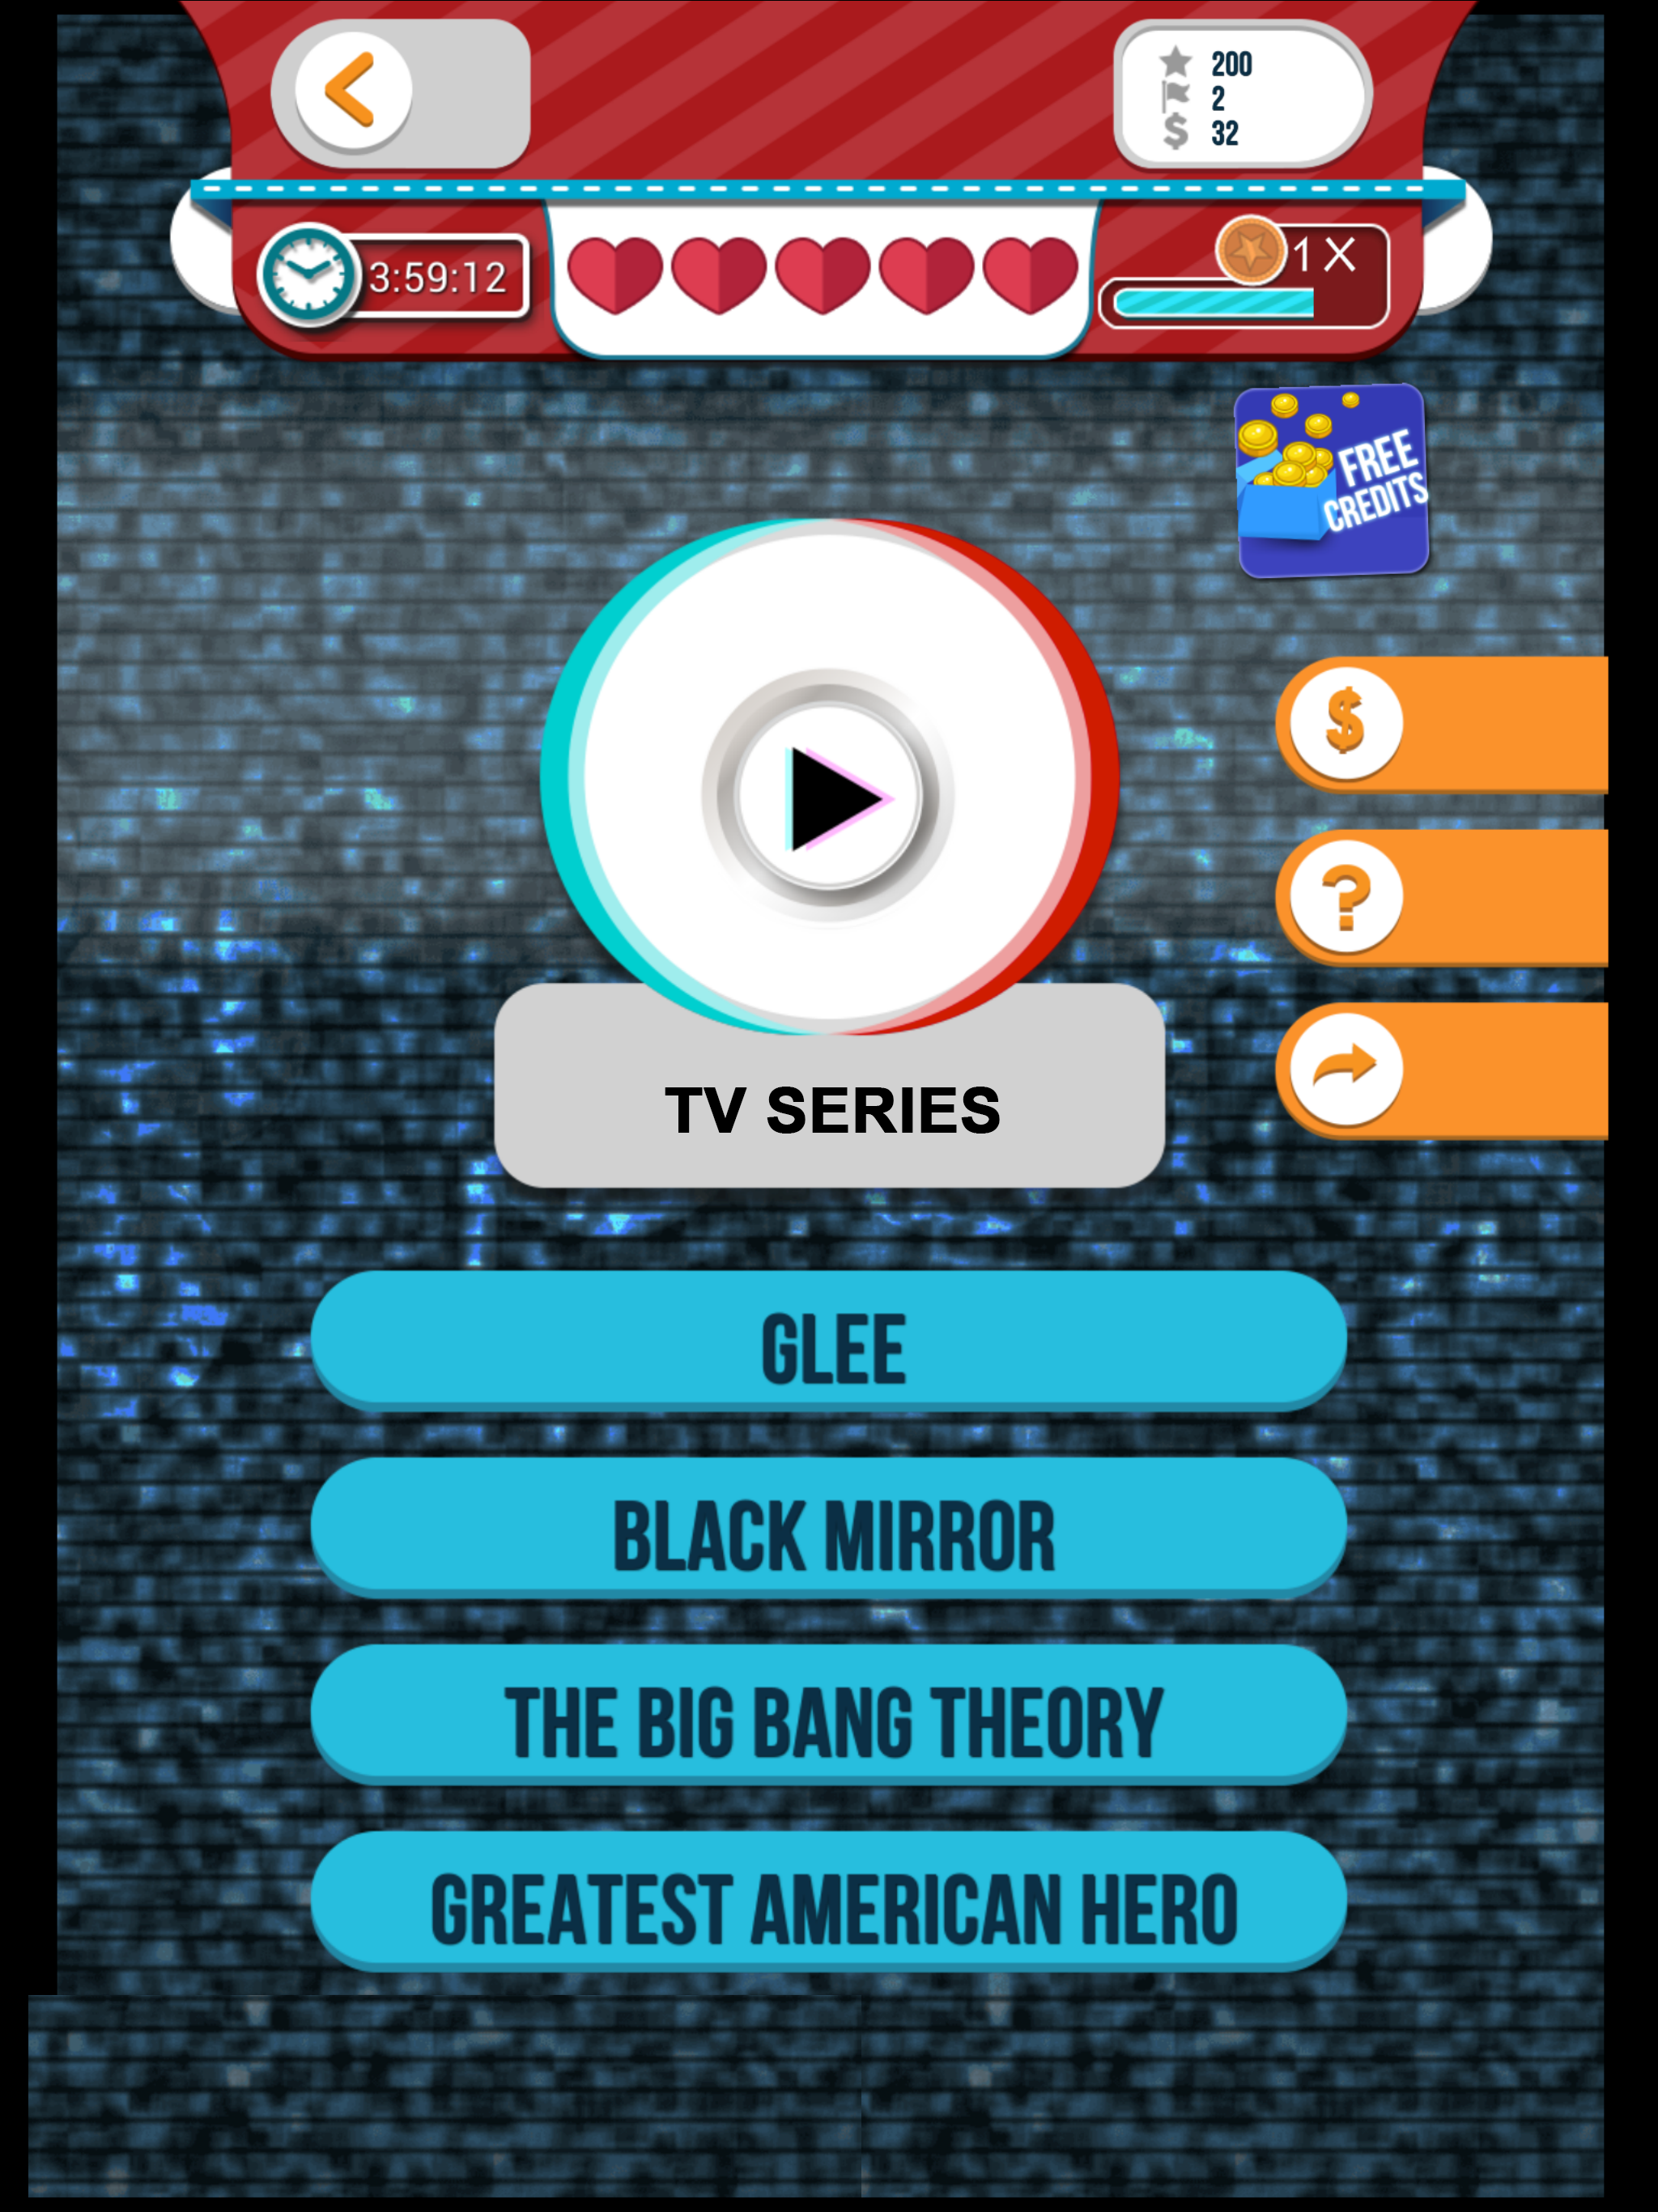 200
2
$ 32
3:59:12
1X
FREE
CREDITS
$
?
TV SERIES
GLEE
BLACK MIRROR
THE BIG BANG THEORY
GREATEST AMERICAN HERO